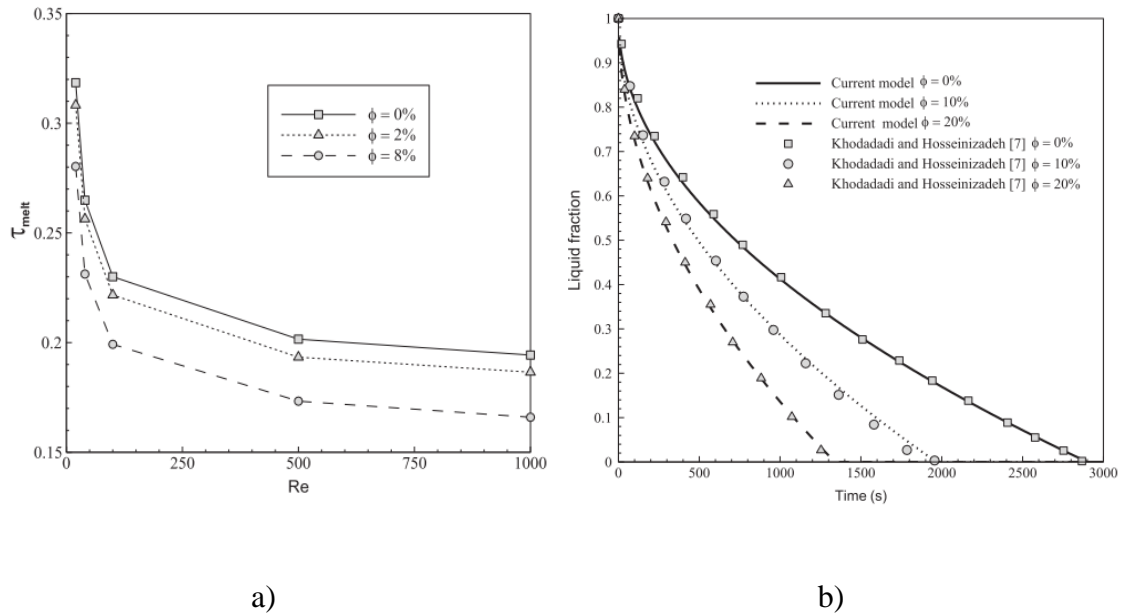 0.35
0.3
0.25
0.2
0.15
τmelt
ϕ = 0%
ϕ = 2%
ϕ = 8%
0
250
500
750
1000
Re
a)
1
0.9
0.8
0.7
0.6
0.5
0.4
0.3
0.2
0.1
0
Liquid fraction
Current model ϕ = 0%
Current model ϕ = 10%
Current model ϕ = 20%
Khodadadi and Hosseinizadeh [7] ϕ = 0%
Khodadadi and Hosseinizadeh [7] ϕ = 10%
Khodadadi and Hosseinizadeh [7] ϕ = 20%
0
500
1000
1500
2000
2500
3000
Time (s)
b)